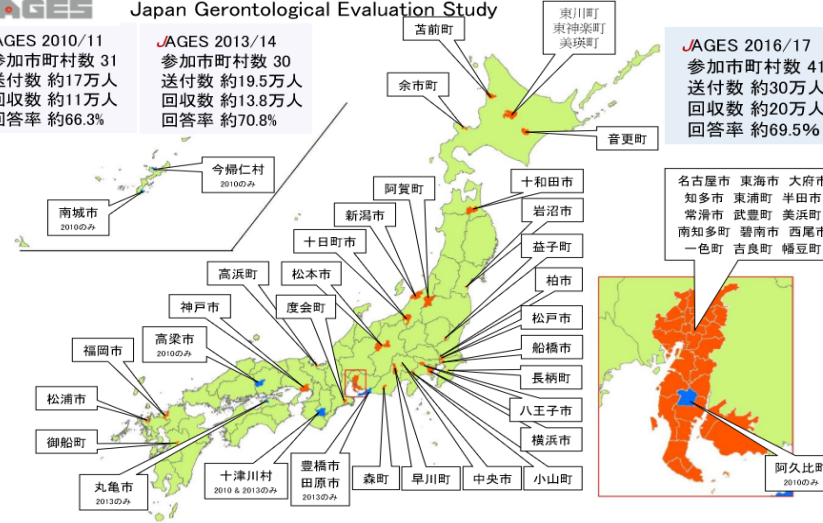 JAGES
Japan Gerontological Evaluation Study
AGES 2010/11
参加市町村数 31
送付数 約17万人
回収数 約11万人
回答率 約66.3%
JAGES 2013/14
参加市町村数 30
送付数 約19.5万人
回収数 約13.8万人
回答率 約70.8%
JAGES 2016/17
参加市町村数 41
送付数 約30万人
回収数 約20万人
回答率 約69.5%
東川町
東神楽町
美瑛町
苫前町
余市町
音更町
今帰仁村
2010のみ
南城市
2010のみ
阿賀町
新潟市
十日町市
高浜町
松本市
神戸市
度会町
高梁市
2010のみ
福岡市
松浦市
御船町
丸亀市
2013のみ
十津川村
2010 & 2013のみ
豊橋市
田原市
2013のみ
森町
早川町
中央市
小山町
十和田市
岩沼市
益子町
柏市
松戸市
船橋市
長柄町
八王子市
横浜市
名古屋市 東海市 大府市
知多市 東浦町 半田市
常滑市 武豊町 美浜町
南知多町 碧南市 西尾市
一色町 吉良町 幡豆町
阿久比町
2010のみ